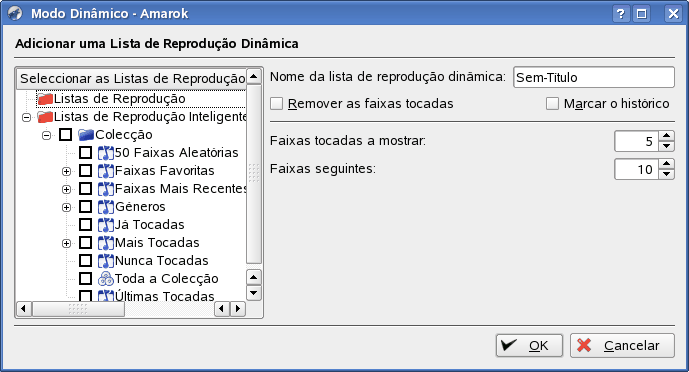 Modo Dinâmico - Amarok
Adicionar uma Lista de Reprodução Dinâmica
Seleccionar as Listas de Reprodução
Listas de Reprodução
Listas de Reprodução Inteligente
Colecção
50 Faixas Aleatórias
Faixas Favoritas
Faixas Mais Recentes
Géneros
Já Tocadas
Mais Tocadas
Nunca Tocadas
Toda a Colecção
Últimas Tocadas
Nome da lista de reprodução dinâmica: Sem-Título
Remover as faixas tocadas Marcar o histórico
Faixas tocadas a mostrar: 5
Faixas seguintes: 10
OK Cancelar